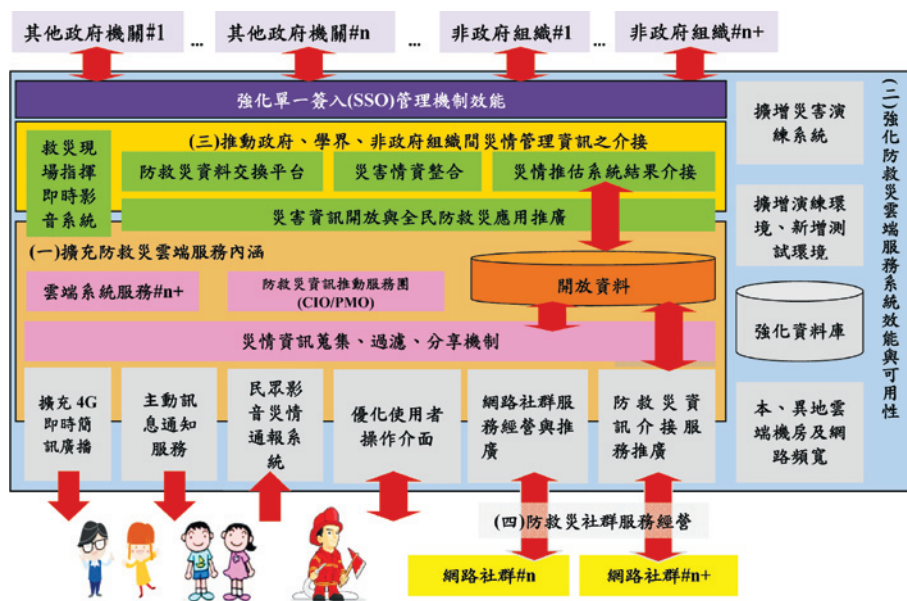 其他政府機關#1
...
其他政府機關#n
...
非政府組織#1
...
非政府組織#n+
強化單一簽入(SSO)管理機制效能
(三)推動政府、學界、非政府組織間災情管理資訊之介接
救災現
場指揮
即時影
音系統
防救災資料交換平台
災害情資整合
災情推估系統結果介接
災害資訊開放與全民防救災應用推廣
(一)擴充防救災雲端服務內涵
雲端系統服務#n+
防救災資訊推動服務團
(CIO/PMO)
開放資料
災情資訊蒐集、過濾、分享機制
擴充 4G
即時簡
訊廣播
主動訊
息通知
服務
民眾影
音災情
通報系
統
優化使用者
操作介面
網路社群服
務經營與推
廣
防救災資
訊介接服
務推廣
擴增災害演
練系統
擴增演練環
境、新增測
試環境
強化資料庫
本、異地雲
端機房及網
路頻寬
(二)強化防救災雲端服務系統效能與可用性
(四)防救災社群服務經營
網路社群#n
網路社群#n+